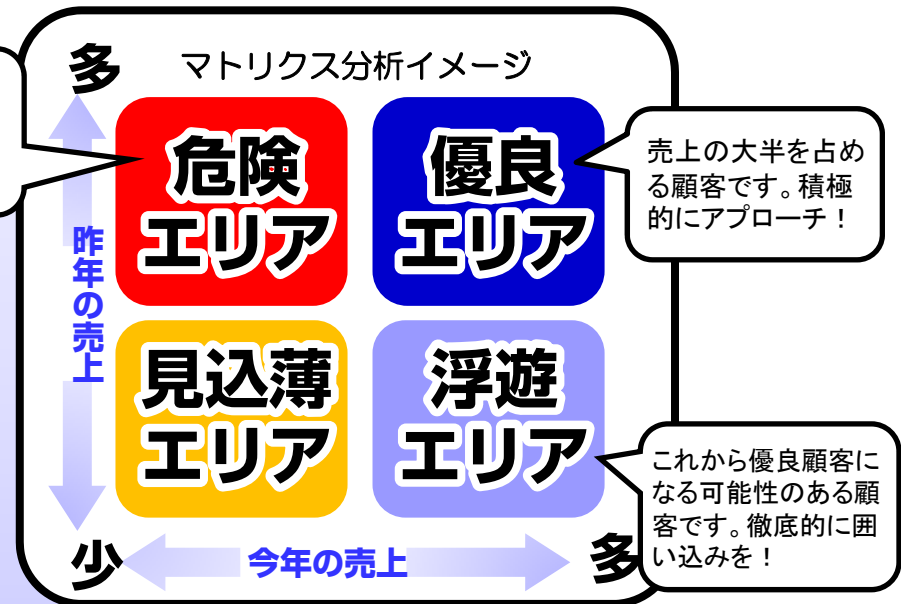 多
マトリクス分析イメージ
危険
エリア
優良
エリア
売上の大半を占め
る顧客です。積極
的にアプローチ！
昨年の売上
見込薄
エリア
浮遊
エリア
これから優良顧客に
なる可能性のある顧
客です。徹底的に囲
い込みを！
少
今年の売上
多